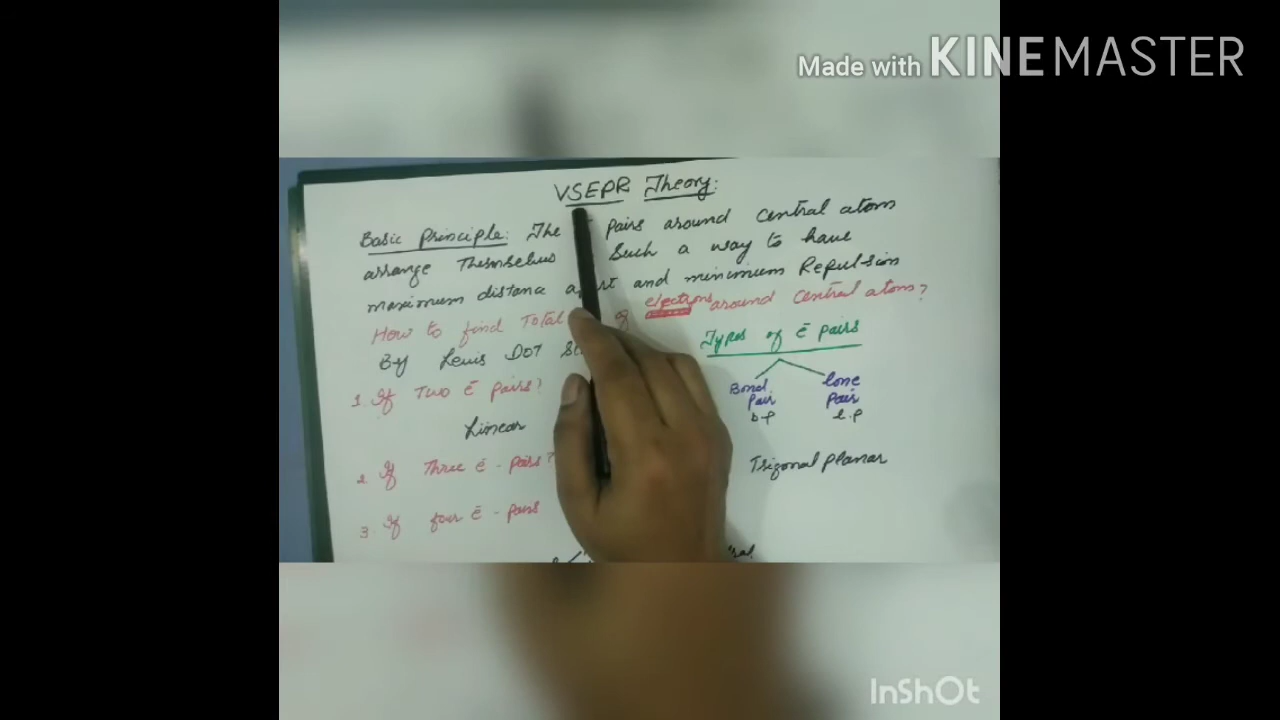 Made with KINEMASTER
VSEPR Theory:
Basic Principle: The pairs around Central atom
arrange Themselves Such a way to have
maximum distance and minimum Repulsion
How to find Total of electrons around Central atom?
By Lewis DOT
Types of ē pairs
Bond Pair
lone Pair
b.p
l.p
1. If Two ē pairs?
Linear
2. If Three ē - pairs?
Trigonal planar
3. If four ē - pairs
InShOt